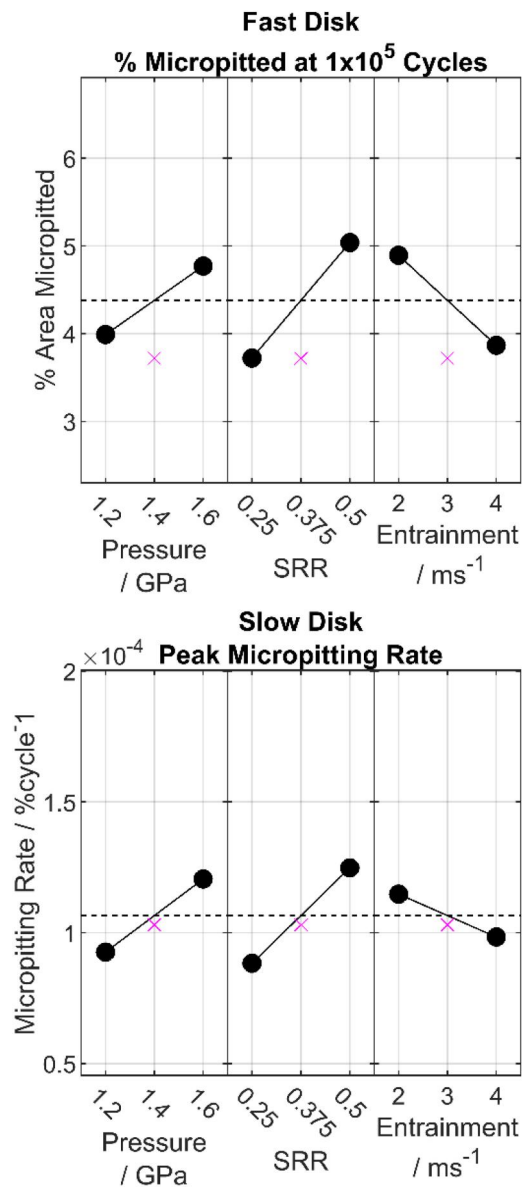 Fast Disk
% Micropitted at 1x10⁵ Cycles
% Area Micropitted
6
5
4
3
1.2 1.4 1.6 0.25 0.375 0.5 2 3 4
Pressure / GPa
SRR
Entrainment / ms⁻¹
Slow Disk
×10⁻⁴ Peak Micropitting Rate
Micropitting Rate / %cycle⁻1
2
1.5
1
0.5
1.2 1.4 1.6 0.25 0.375 0.5 2 3 4
Pressure / GPa
SRR
Entrainment / ms⁻¹